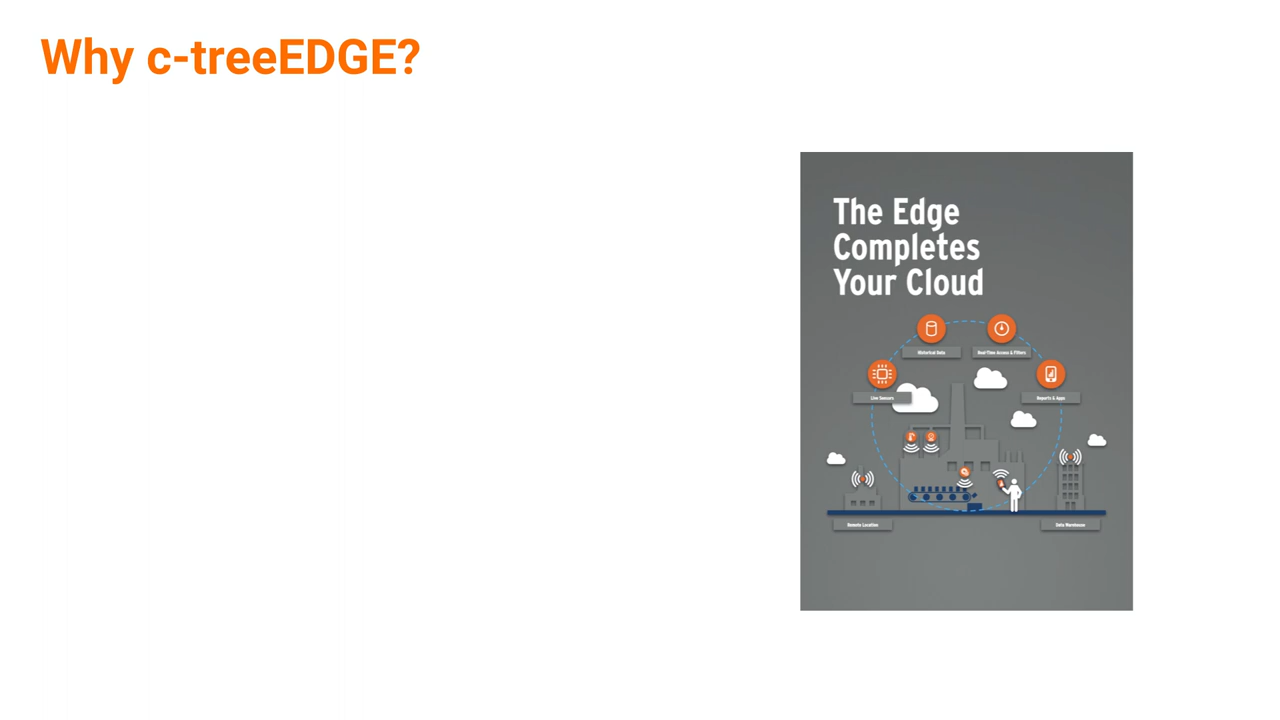 Why c-treeEDGE?
The Edge
Completes
Your Cloud
Historical Data
Real-Time Access & Filters
Live Sensors
Reports & Apps
Remote Location
Data Warehouse